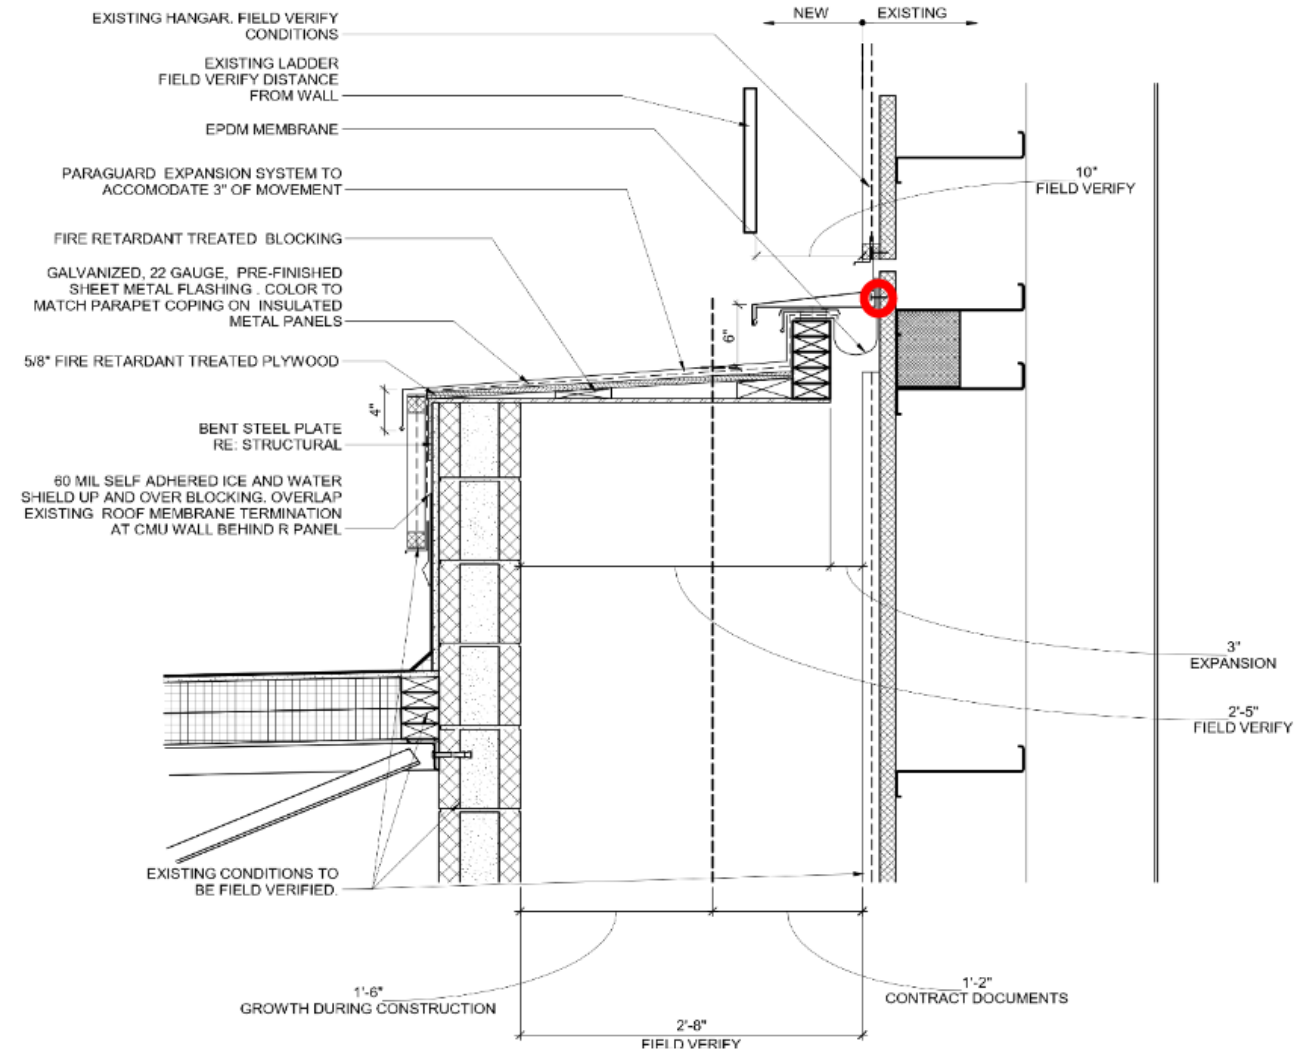 EXISTING HANGAR. FIELD VERIFY
CONDITIONS
NEW
EXISTING
EXISTING LADDER
FIELD VERIFY DISTANCE
FROM WALL
EPDM MEMBRANE
PARAGUARD EXPANSION SYSTEM TO
ACCOMODATE 3" OF MOVEMENT
10"
FIELD VERIFY
FIRE RETARDANT TREATED BLOCKING
GALVANIZED, 22 GAUGE, PRE-FINISHED
SHEET METAL FLASHING . COLOR TO
MATCH PARAPET COPING ON INSULATED
METAL PANELS
6"
5/8" FIRE RETARDANT TREATED PLYWOOD
4"
BENT STEEL PLATE
RE: STRUCTURAL
60 MIL SELF ADHERED ICE AND WATER
SHIELD UP AND OVER BLOCKING. OVERLAP
EXISTING ROOF MEMBRANE TERMINATION
AT CMU WALL BEHIND R PANEL
3"
EXPANSION
2'-5"
FIELD VERIFY
EXISTING CONDITIONS TO
BE FIELD VERIFIED.
1'-6"
GROWTH DURING CONSTRUCTION
1'-2"
CONTRACT DOCUMENTS
2'-8"
FIELD VERIFY